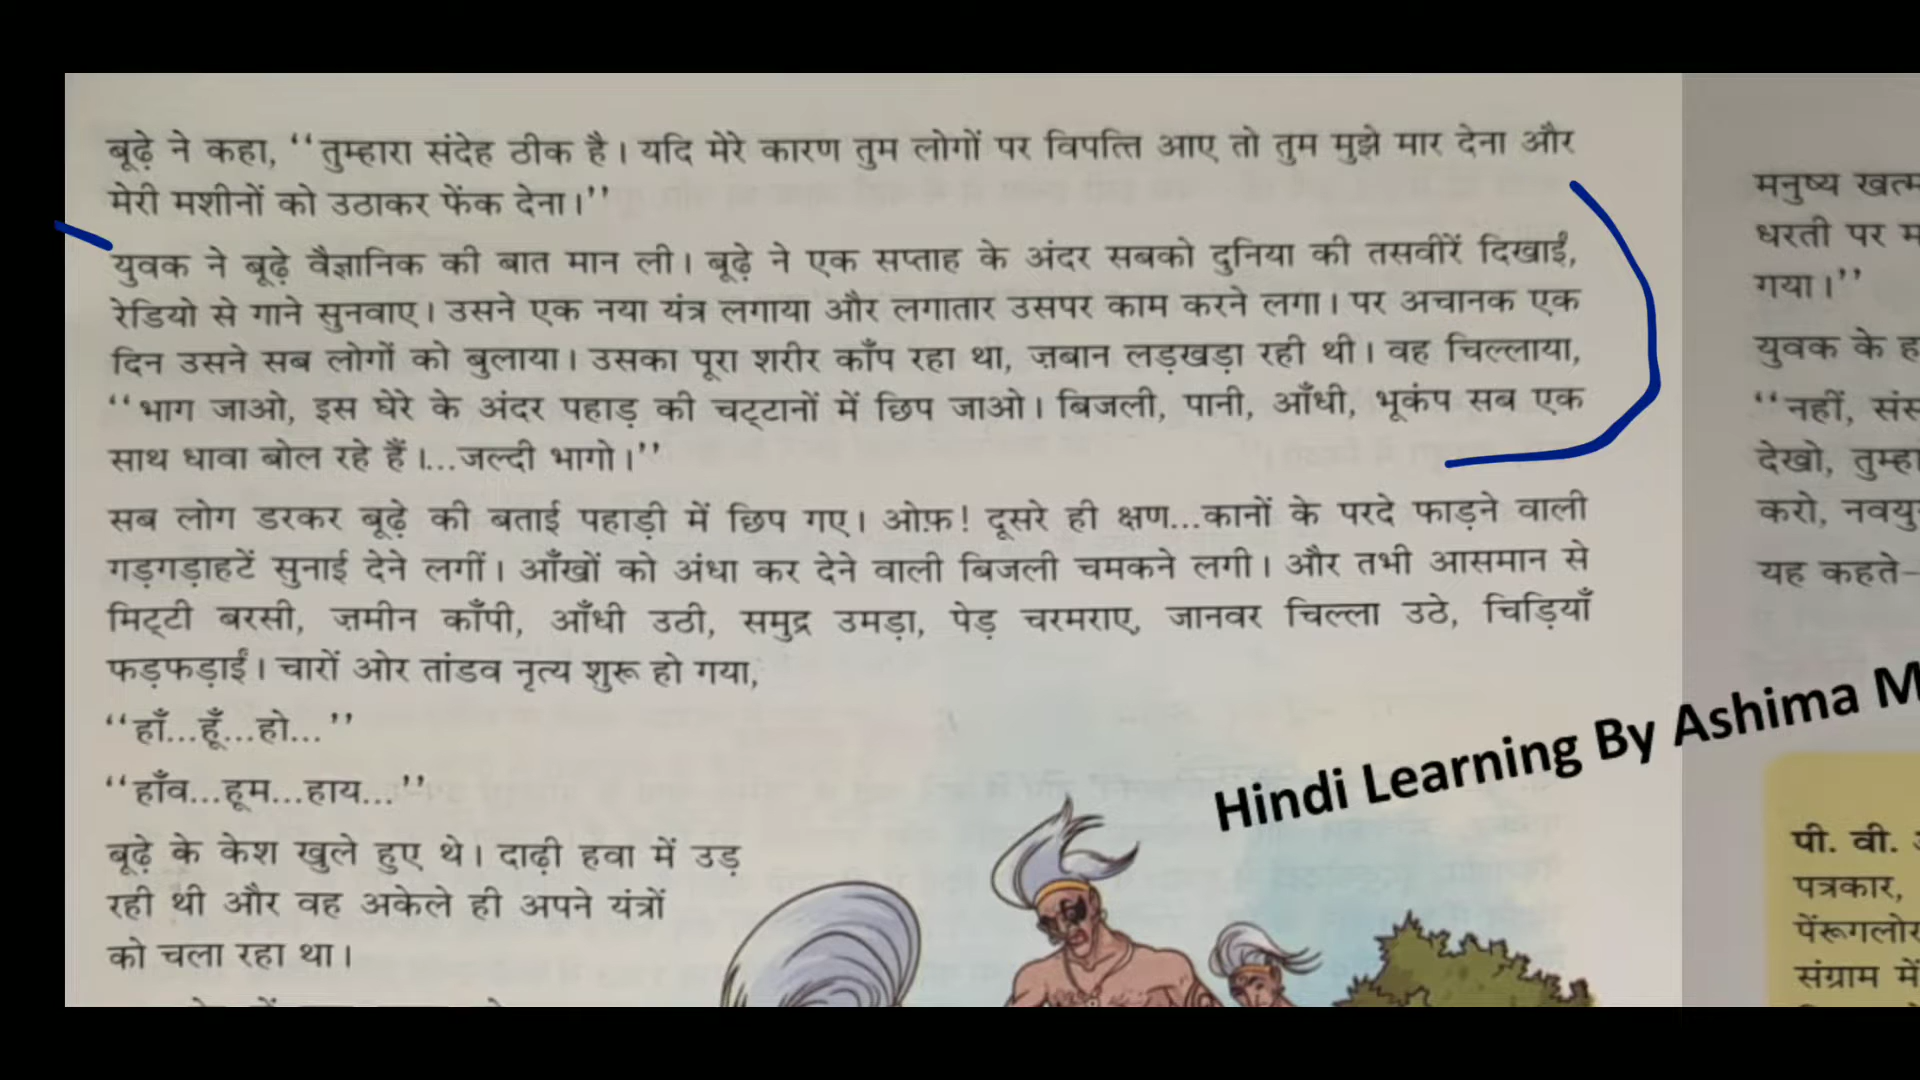 बूढ़े ने कहा, ‘‘तुम्हारा संदेह ठीक है। यदि मेरे कारण तुम लोगों पर विपत्ति आए तो तुम मुझे मार देना और
मेरी मशीनों को उठाकर फेंक देना।’’
युवक ने बूढ़े वैज्ञानिक की बात मान ली। बूढ़े ने एक सप्ताह के अंदर सबको दुनिया की तसवीरें दिखाईं,
रेडियो से गाने सुनवाए। उसने एक नया यंत्र लगाया और लगातार उसपर काम करने लगा। पर अचानक एक
दिन उसने सब लोगों को बुलाया। उसका पूरा शरीर काँप रहा था, ज़बान लड़खड़ा रही थी। वह चिल्लाया,
‘‘भाग जाओ, इस घेरे के अंदर पहाड़ की चट्टानों में छिप जाओ। बिजली, पानी, आँधी, भूकंप सब एक
साथ धावा बोल रहे हैं।...जल्दी भागो।’’
सब लोग डरकर बूढ़े की बताई पहाड़ी में छिप गए। ओफ़! दूसरे ही क्षण...कानों के परदे फाड़ने वाली
गड़गड़ाहटें सुनाई देने लगीं। आँखों को अंधा कर देने वाली बिजली चमकने लगी। और तभी आसमान से
मिट्टी बरसी, ज़मीन काँपी, आँधी उठी, समुद्र उमड़ा, पेड़ चरमराए, जानवर चिल्ला उठे, चिड़ियाँ
फड़फड़ाईं। चारों ओर तांडव नृत्य शुरू हो गया,
‘‘हाँ...हूँ...हो...’’
‘‘हाँव...हूम...हाय...’’
बूढ़े के केश खुले हुए थे। दाढ़ी हवा में उड़
रही थी और वह अकेले ही अपने यंत्रों
को चला रहा था।
Hindi Learning By Ashima M
मनुष्य खत्म
धरती पर म
गया।’’
युवक के ह
‘‘नहीं, संस
देखो, तुम्हा
करो, नवयु
यह कहते-
पी. वी.
पत्रकार,
पेंरूगलोर
संग्राम में